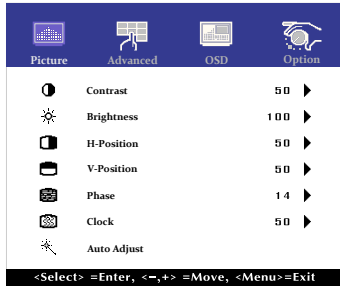 Picture Advanced OSD Option
Contrast 50
Brightness 100
H-Position 50
V-Position 50
Phase 14
Clock 50
Auto Adjust
<Select> =Enter, <−,+> =Move, <Menu>=Exit